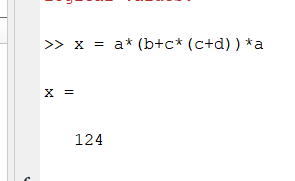 >> x = a*(b+c*(c+d))*a
x =
124